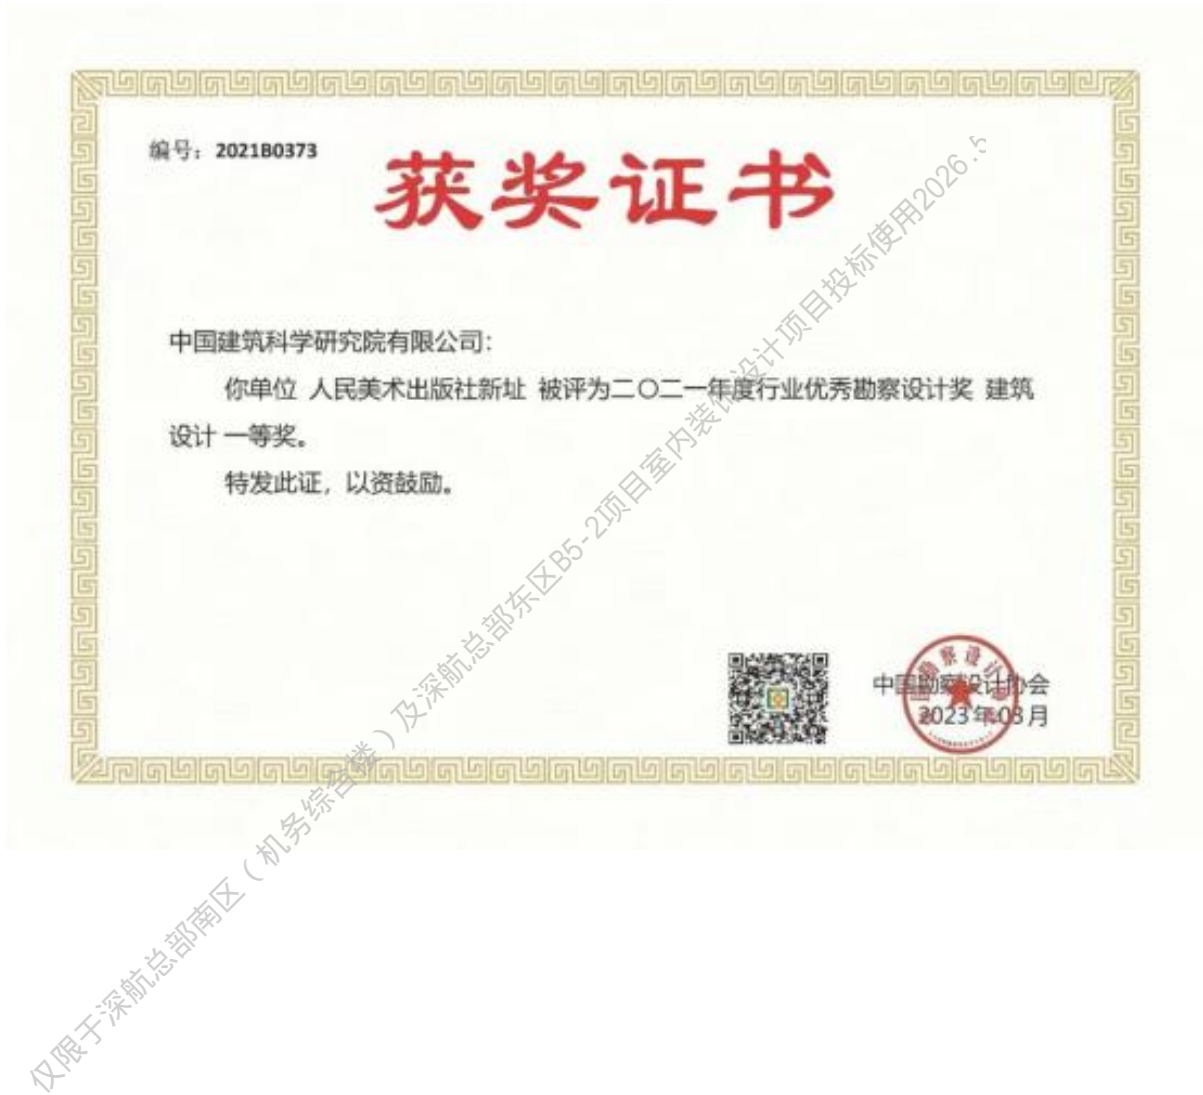 编号：2021B0373
获奖证书
中国建筑科学研究院有限公司：
你单位 人民美术出版社新址 被评为二〇二一年度行业优秀勘察设计奖 建筑
设计 一等奖。
特发此证，以资鼓励。
中国勘察设计协会
2023年03月
仅限于深航总部南区（机务综合楼）及深航总部东区B5-2项目室内装饰设计项目投标使用2026.5